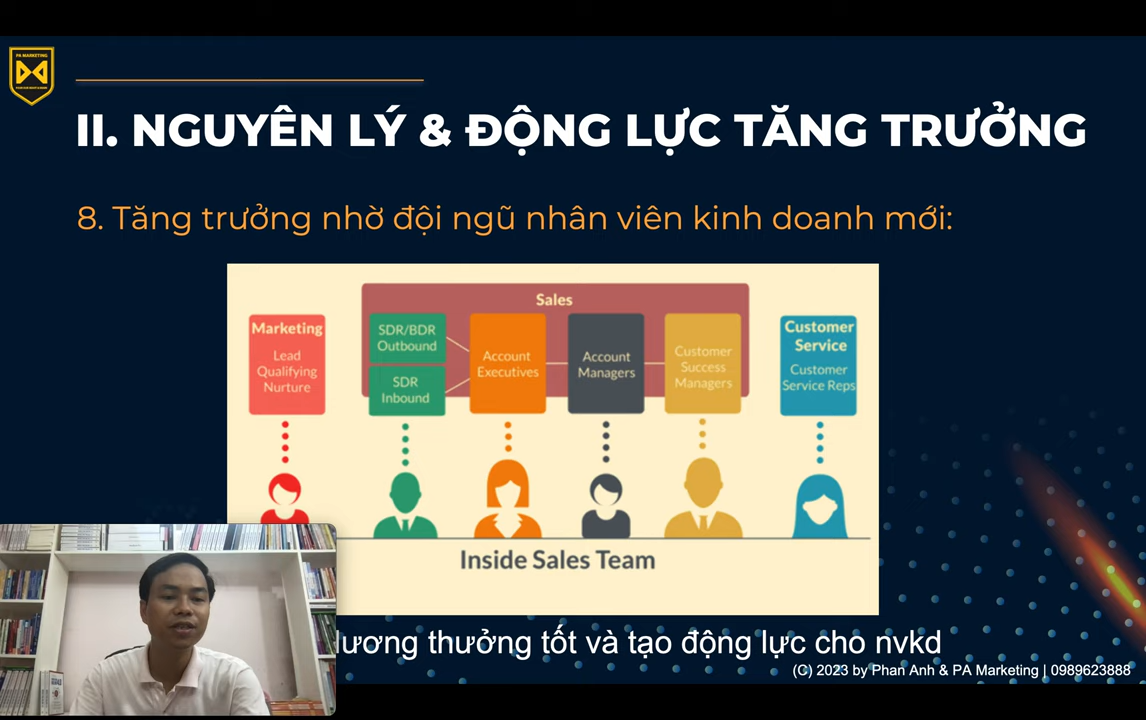 PA MARKETING
II. NGUYÊN LÝ & ĐỘNG LỰC TĂNG TRƯỞNG
8. Tăng trưởng nhờ đội ngũ nhân viên kinh doanh mới:
Sales
Marketing
Lead
Qualifying
Nurture
SDR/BDR
Outbound
SDR
Inbound
Account
Executives
Account
Managers
Customer
Success
Managers
Customer
Service
Customer
Service Reps
Inside Sales Team
lương thưởng tốt và tạo động lực cho nvkd
(C) 2023 by Phan Anh & PA Marketing | 0989623888